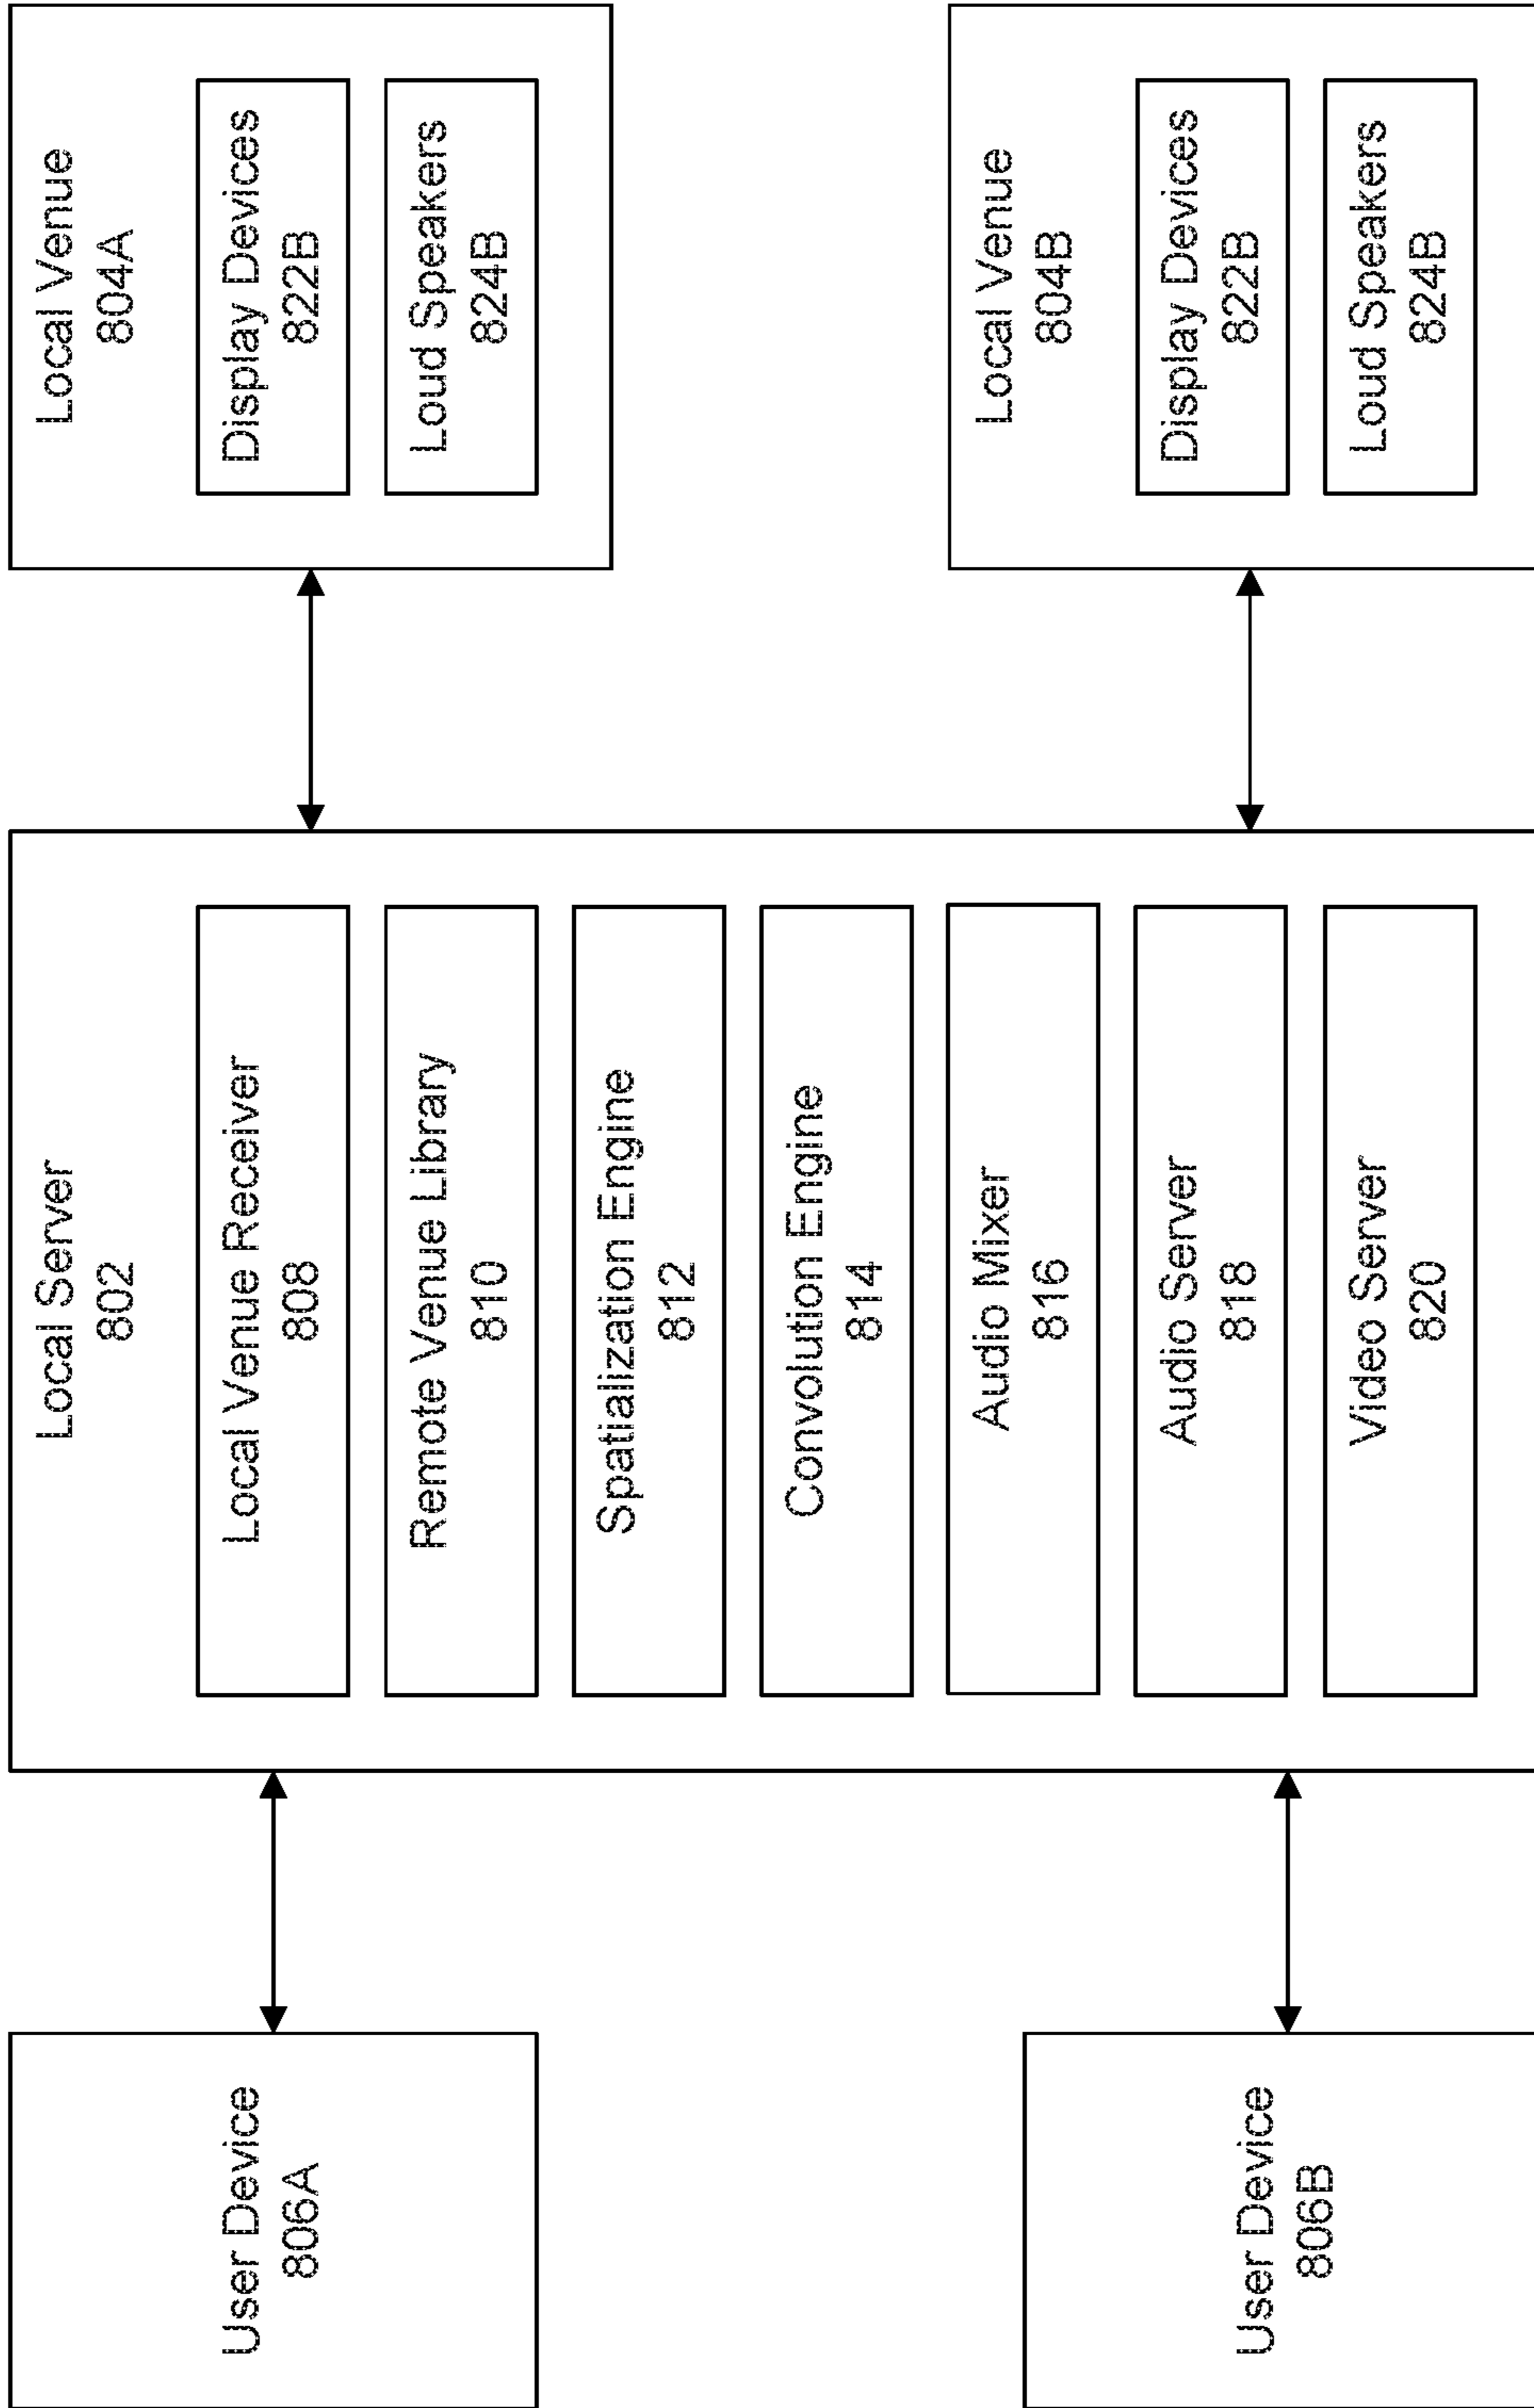 User Device
806A
User Device
806B
Local Server
802
Local Venue Receiver
808
Remote Venue Library
810
Spatialization Engine
812
Convolution Engine
814
Audio Mixer
816
Audio Server
818
Video Server
820
Local Venue
804A
Display Devices
822B
Loud Speakers
824B
Local Venue
804B
Display Devices
822B
Loud Speakers
824B